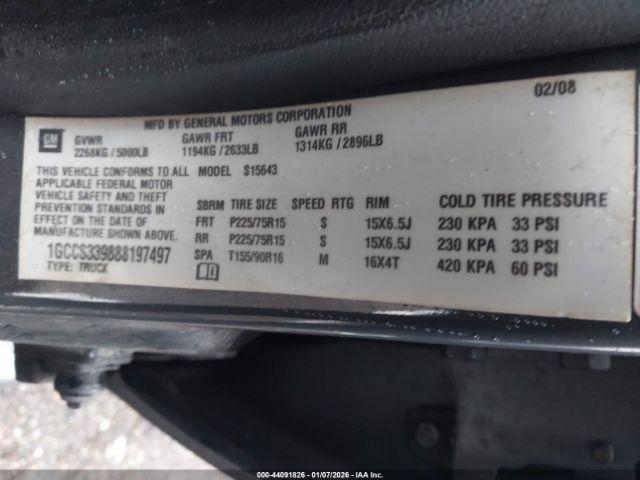 02/08
MFD BY GENERAL MOTORS CORPORATION
GM GVWR GAWR FRT GAWR RR
2268KG / 5000LB 1194KG / 2633LB 1314KG / 2896LB
THIS VEHICLE CONFORMS TO ALL MODEL S15643
APPLICABLE FEDERAL MOTOR
VEHICLE SAFETY AND THEFT
PREVENTION STANDARDS IN
EFFECT ON THE DATE OF
MANUFACTURE SHOWN ABOVE.
1GCCS339888197497
TYPE: TRUCK
SBRM TIRE SIZE SPEED RTG RIM COLD TIRE PRESSURE
FRT P225/75R15 S 15X6.5J 230 KPA 33 PSI
RR P225/75R15 S 15X6.5J 230 KPA 33 PSI
SPA T155/90R16 M 16X4T 420 KPA 60 PSI
000-44091826 - 01/07/2026 - IAA Inc.